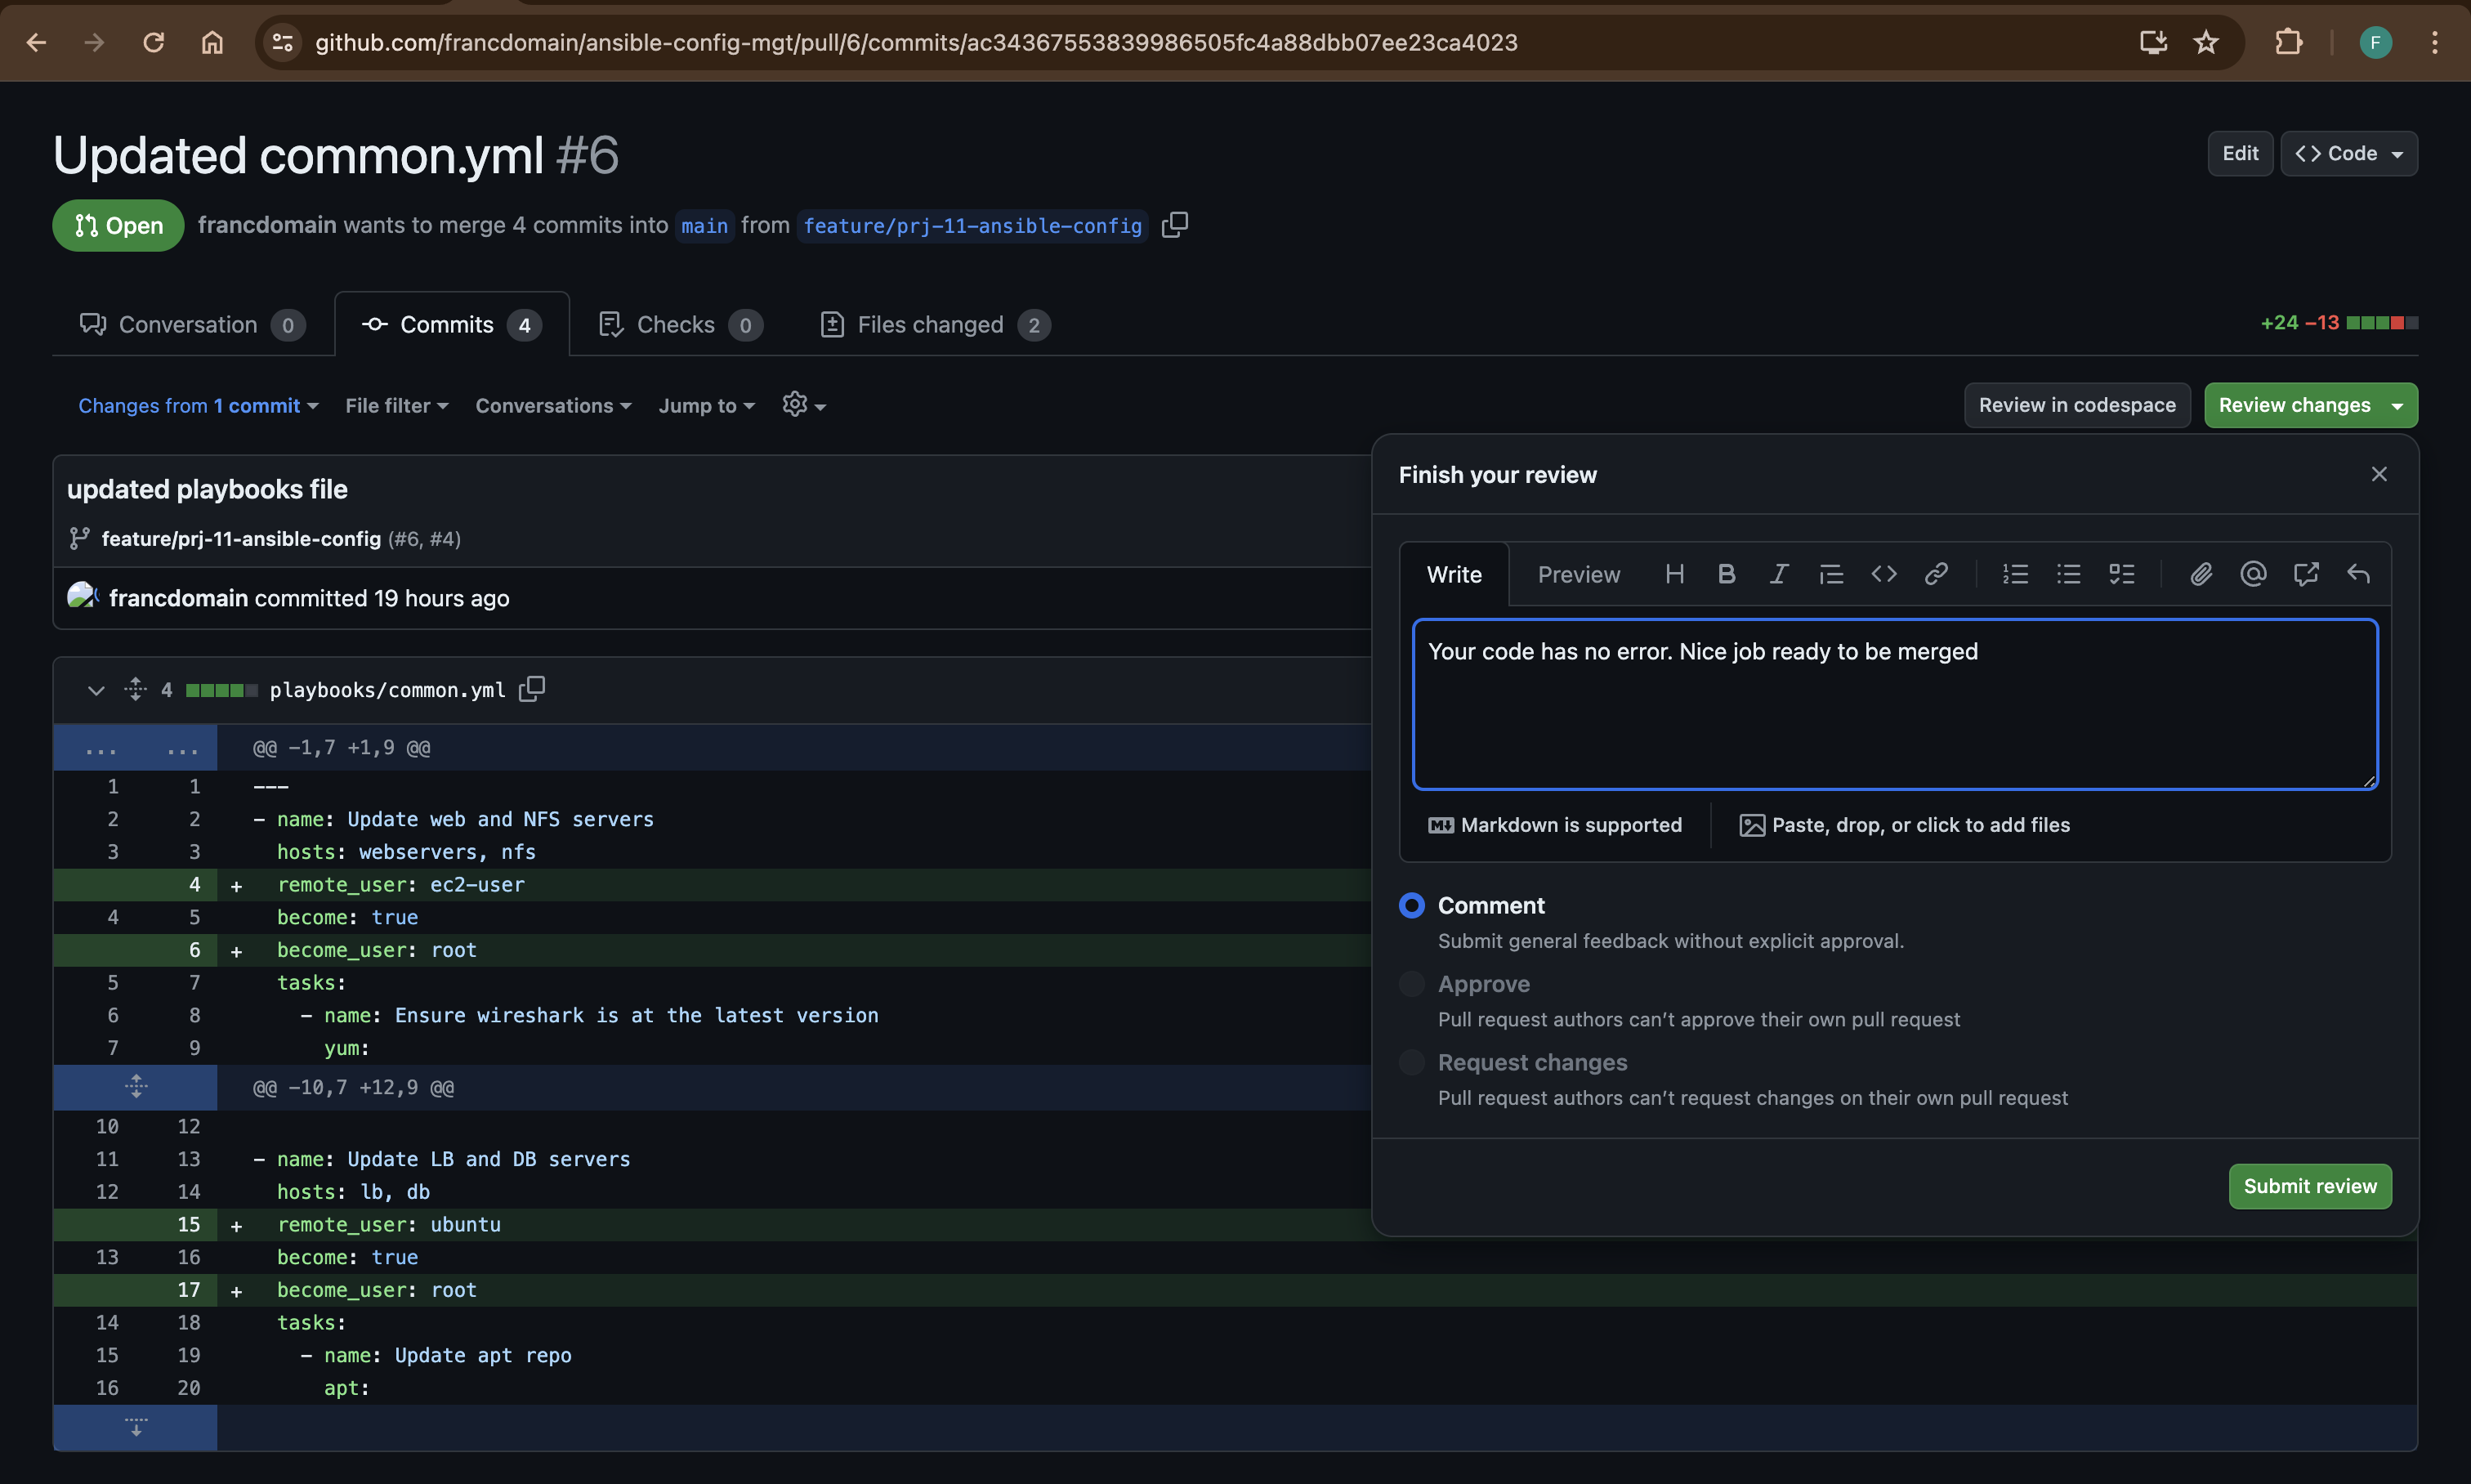 github.com/francdomain/ansible-config-mgt/pull/6/commits/ac34367553839986505fc4a88dbb07ee23ca4023
F
Updated common.yml #6
Edit
Code
Open
francdomain wants to merge 4 commits into main from feature/prj-11-ansible-config
Conversation 0
Commits 4
Checks 0
Files changed 2
+24 −13
Changes from 1 commit
File filter
Conversations
Jump to
Review in codespace
Review changes
updated playbooks file
feature/prj-11-ansible-config (#6, #4)
francdomain committed 19 hours ago
4 playbooks/common.yml
... ... @@ -1,7 +1,9 @@
1 1 ---
2 2 - name: Update web and NFS servers
3 3 hosts: webservers, nfs
4 + remote_user: ec2-user
4 5 become: true
6 + become_user: root
5 7 tasks:
6 8 - name: Ensure wireshark is at the latest version
7 9 yum:
@@ -10,7 +12,9 @@
10 12
11 13 - name: Update LB and DB servers
12 14 hosts: lb, db
15 + remote_user: ubuntu
13 16 become: true
17 + become_user: root
14 18 tasks:
15 19 - name: Update apt repo
16 20 apt:
Finish your review
Write
Preview
Your code has no error. Nice job ready to be merged
Markdown is supported
Paste, drop, or click to add files
Comment
Submit general feedback without explicit approval.
Approve
Pull request authors can’t approve their own pull request
Request changes
Pull request authors can’t request changes on their own pull request
Submit review